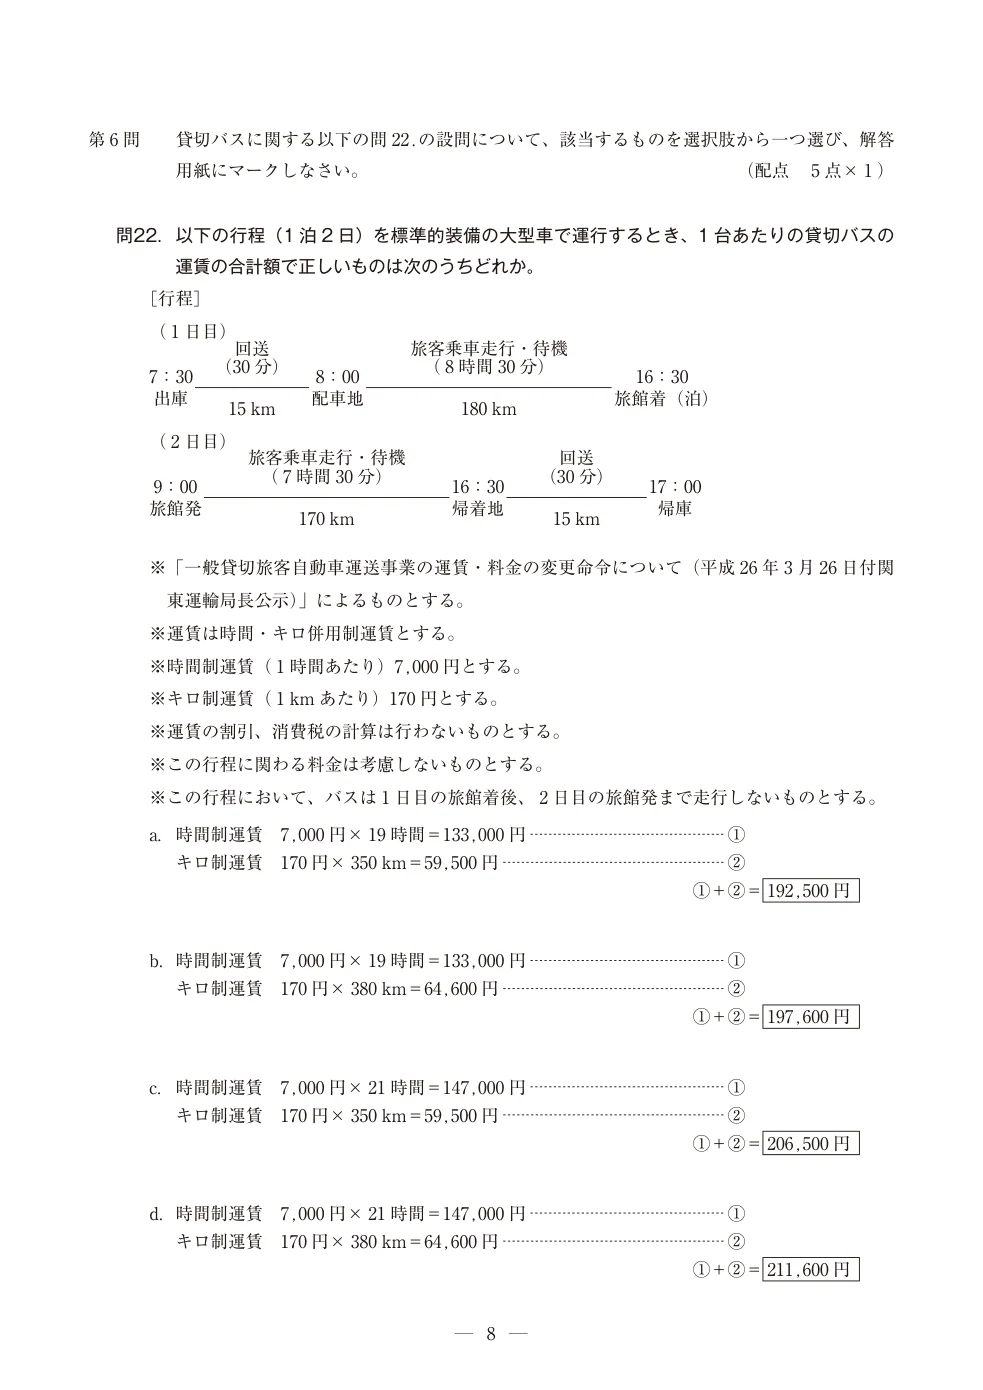 第6問 貸切バスに関する以下の問22.の設問について、該当するものを選択肢から一つ選び、解答
用紙にマークしなさい。 （配点 5点×1）
問22. 以下の行程（1泊2日）を標準的装備の大型車で運行するとき、1台あたりの貸切バスの
運賃の合計額で正しいものは次のうちどれか。
［行程］
（1日目）
回送 旅客乗車走行・待機
（30分） （8時間30分）
7：30 8：00 16：30
出庫 配車地 旅館着（泊）
15 km 180 km
（2日目）
旅客乗車走行・待機 回送
（7時間30分） （30分）
9：00 16：30 17：00
旅館発 帰着地 帰庫
170 km 15 km
※「一般貸切旅客自動車運送事業の運賃・料金の変更命令について（平成26年3月26日付関
東運輸局長公示）」によるものとする。
※運賃は時間・キロ併用制運賃とする。
※時間制運賃（1時間あたり）7,000円とする。
※キロ制運賃（1 kmあたり）170円とする。
※運賃の割引、消費税の計算は行わないものとする。
※この行程に関わる料金は考慮しないものとする。
※この行程において、バスは1日目の旅館着後、2日目の旅館発まで走行しないものとする。
a. 時間制運賃 7,000円×19時間＝133,000円 ①
キロ制運賃 170円×350 km＝59,500円 ②
①＋②＝192,500円
b. 時間制運賃 7,000円×19時間＝133,000円 ①
キロ制運賃 170円×380 km＝64,600円 ②
①＋②＝197,600円
c. 時間制運賃 7,000円×21時間＝147,000円 ①
キロ制運賃 170円×350 km＝59,500円 ②
①＋②＝206,500円
d. 時間制運賃 7,000円×21時間＝147,000円 ①
キロ制運賃 170円×380 km＝64,600円 ②
①＋②＝211,600円
― 8 ―